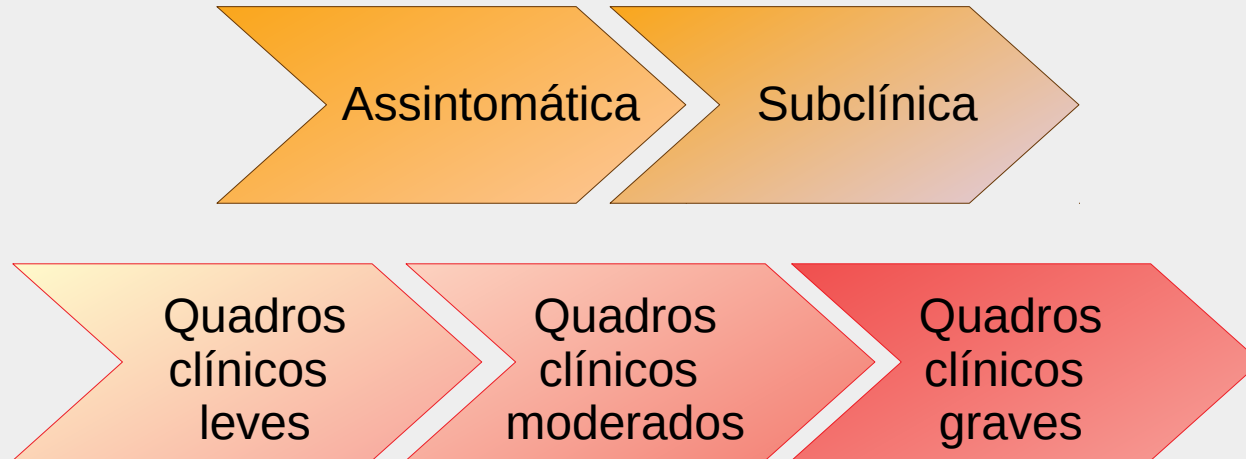 Assintomática
Subclínica
Quadros
clínicos
leves
Quadros
clínicos
moderados
Quadros
clínicos
graves